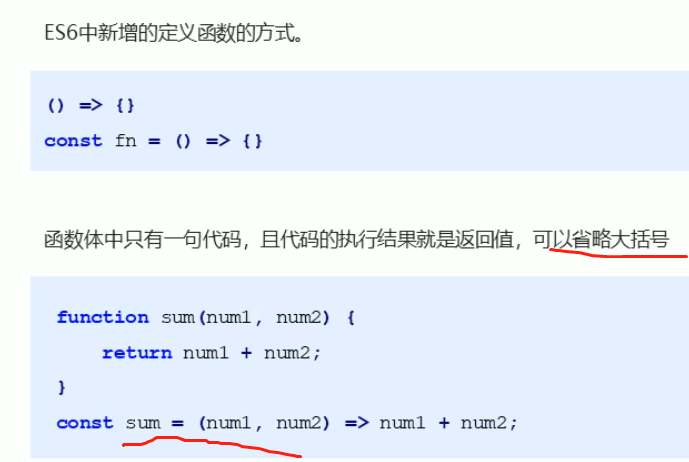 ES6中新增的定义函数的方式。
() => {}
const fn = () => {}
函数体中只有一句代码，且代码的执行结果就是返回值，可以省略大括号
function sum(num1, num2) {
return num1 + num2;
}
const sum = (num1, num2) => num1 + num2;